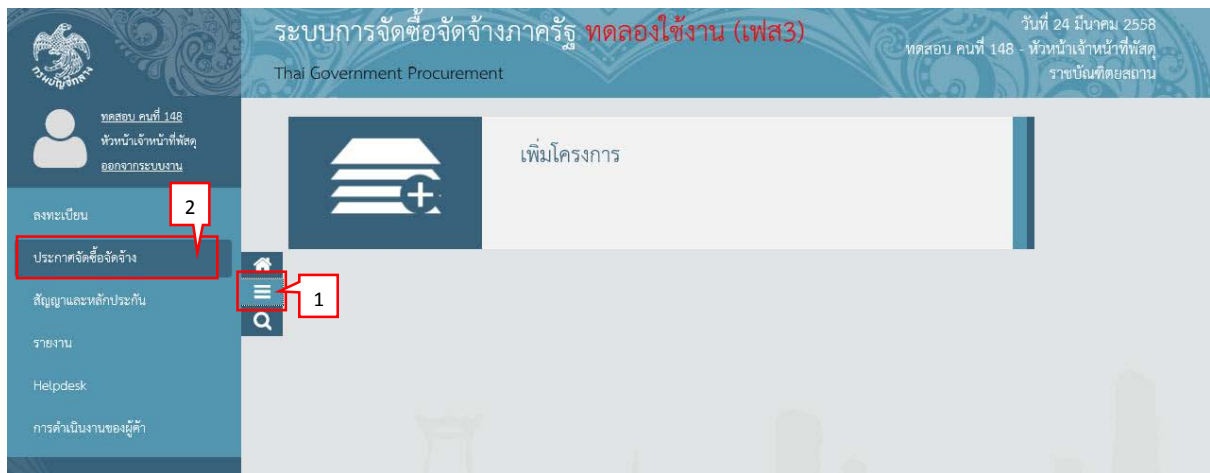 ระบบการจัดซื้อจัดจ้างภาครัฐ ทดลองใช้งาน (เฟส3)
Thai Government Procurement
วันที่ 24 มีนาคม 2558
ทดสอบ คนที่ 148 - หัวหน้าเจ้าหน้าที่พัสดุ
ราชบัณฑิตยสถาน
กรมบัญชีกลาง
ทดสอบ คนที่ 148
หัวหน้าเจ้าหน้าที่พัสดุ
ออกจากระบบงาน
เพิ่มโครงการ
ลงทะเบียน
2
ประกาศจัดซื้อจัดจ้าง
สัญญาและหลักประกัน
1
รายงาน
Helpdesk
การดำเนินงานของผู้ค้า